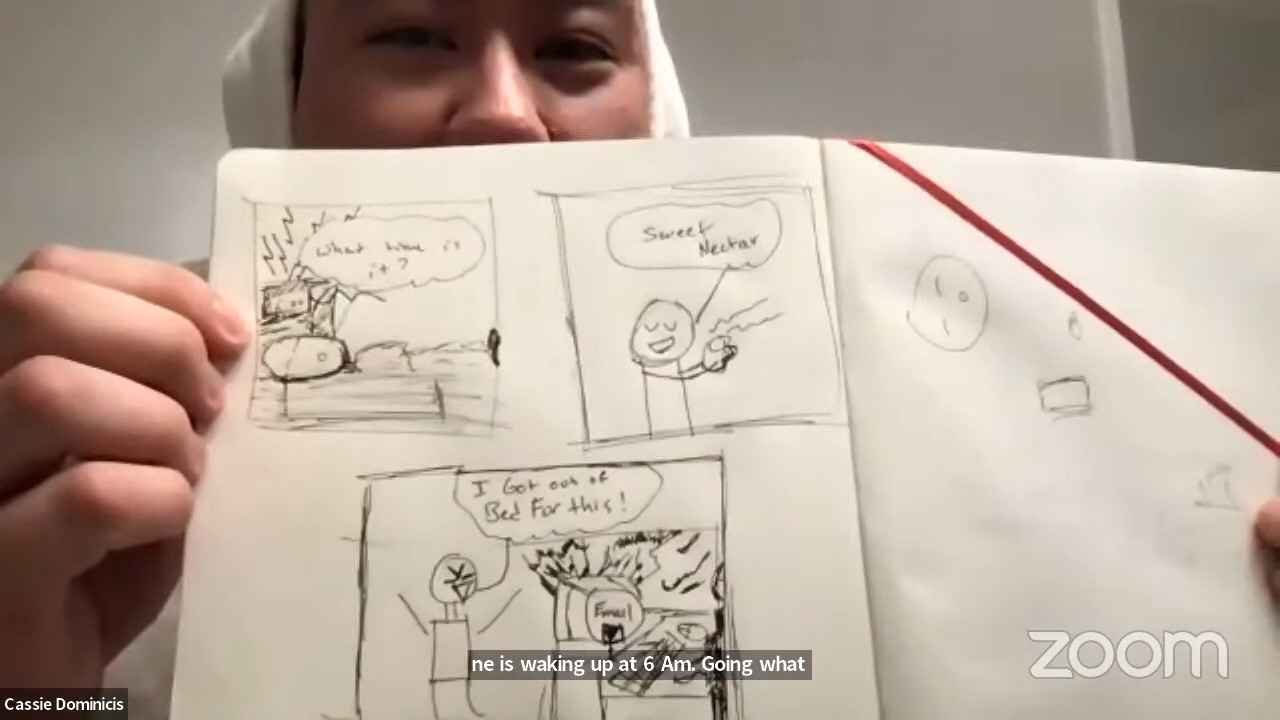 What time is
it?
Sweet
Nectar
I Got out of
Bed For this!
Email
ne is waking up at 6 Am. Going what
Cassie Dominicis
zoom